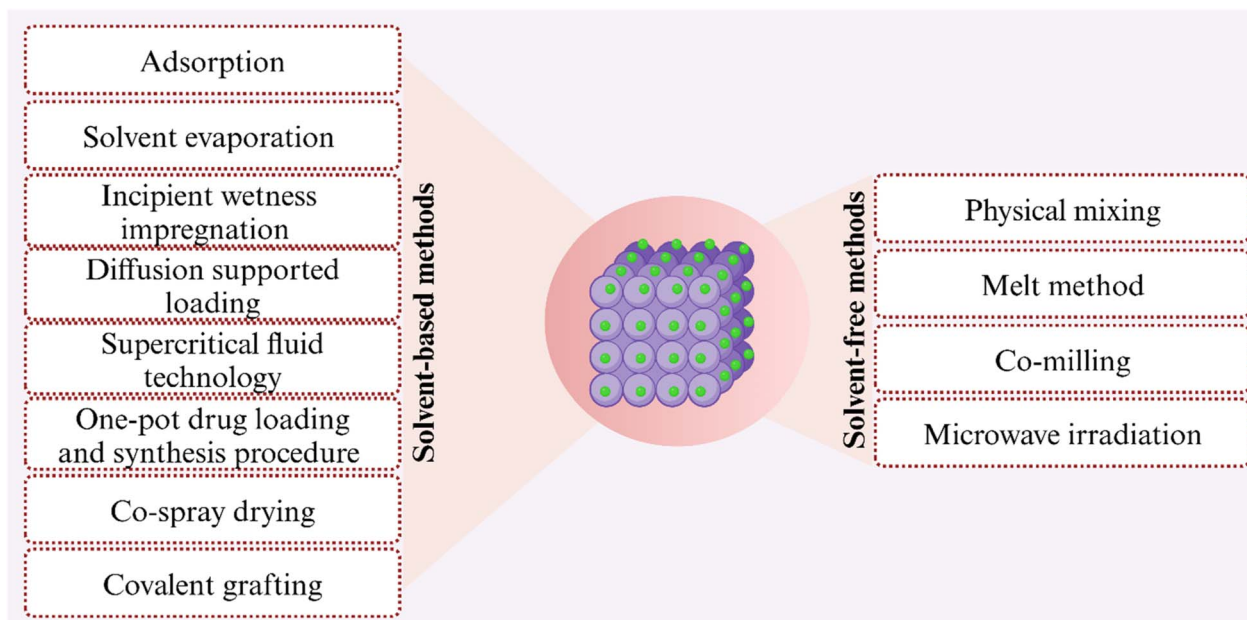 Adsorption
Solvent evaporation
Incipient wetness
impregnation
Diffusion supported
loading
Supercritical fluid
technology
One-pot drug loading
and synthesis procedure
Co-spray drying
Covalent grafting
Solvent-based methods
Solvent-free methods
Physical mixing
Melt method
Co-milling
Microwave irradiation